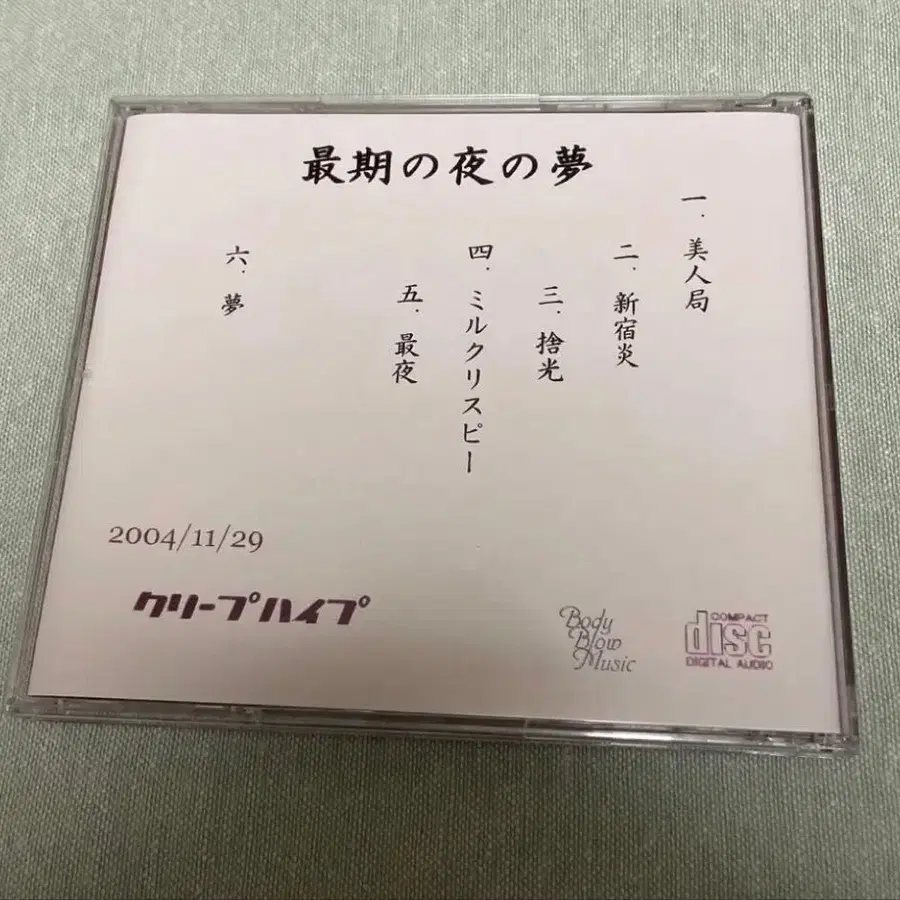 最期の夜の夢
一．美人局
二．新宿炎
三．捨光
四．ミルクリスピー
五．最夜
六．夢
2004/11/29
クリープハイプ
Body
Blow
Music
COMPACT
disc
DIGITAL AUDIO